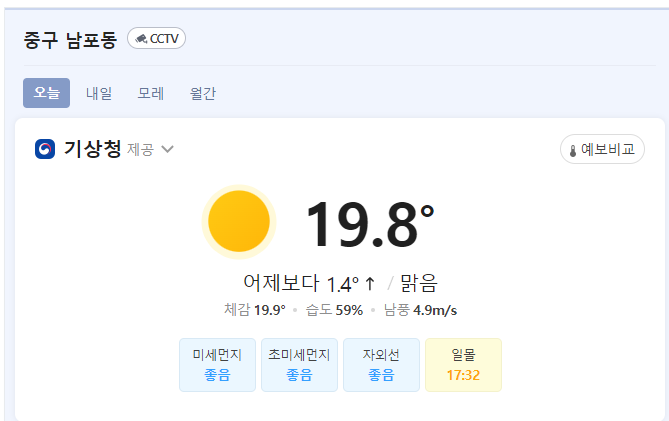 중구 남포동 CCTV
오늘 내일 모레 월간
기상청 제공 예보비교
19.8°
어제보다 1.4° ↑ / 맑음
체감 19.9° • 습도 59% • 남풍 4.9m/s
미세먼지 초미세먼지 자외선 일몰
좋음 좋음 좋음 17:32